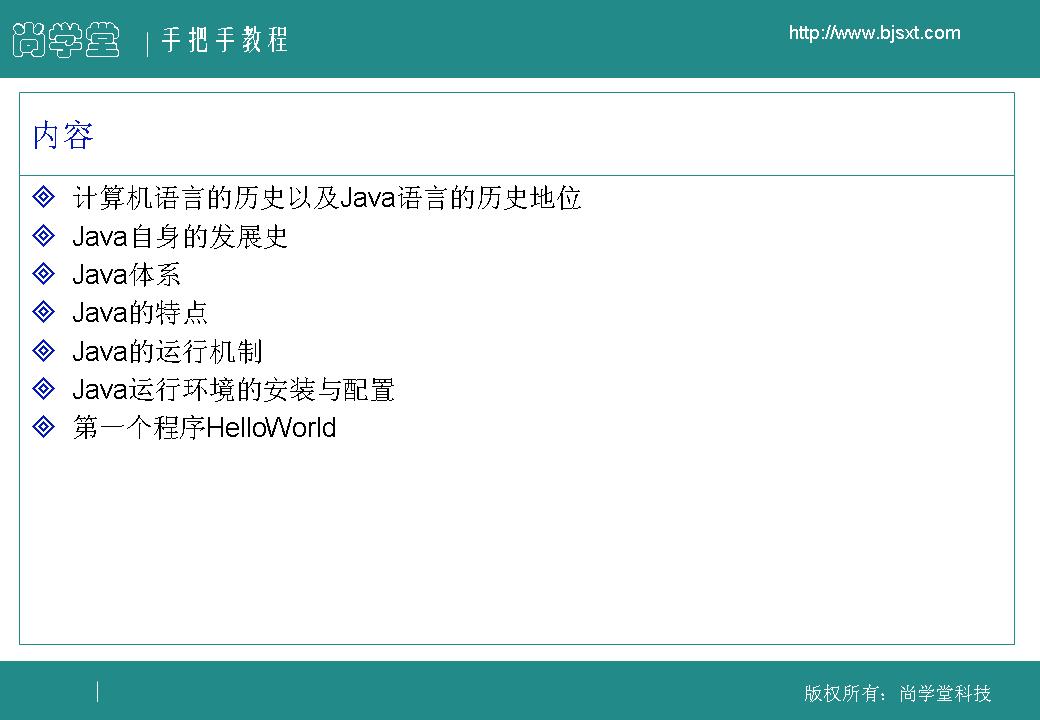 尚学堂 | 手把手教程
http://www.bjsxt.com
内容
计算机语言的历史以及Java语言的历史地位
Java自身的发展史
Java体系
Java的特点
Java的运行机制
Java运行环境的安装与配置
第一个程序HelloWorld
版权所有：尚学堂科技